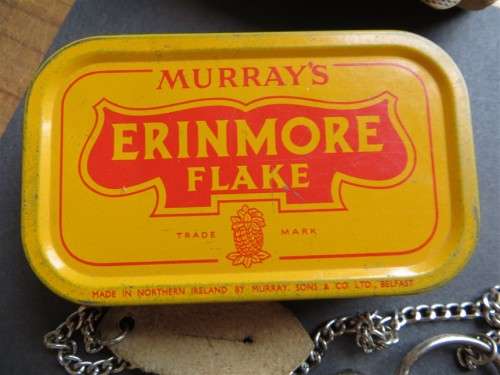 MURRAY'S
ERINMORE
FLAKE
TRADE MARK
MADE IN NORTHERN IRELAND BY MURRAY, SONS & CO LTD., BELFAST